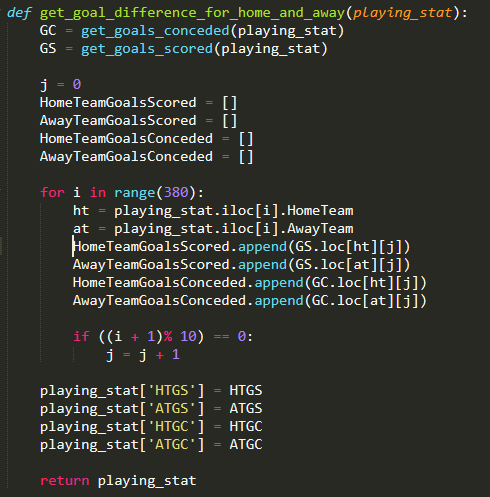 def get_goal_difference_for_home_and_away(playing_stat):
    GC = get_goals_conceded(playing_stat)
    GS = get_goals_scored(playing_stat)

    j = 0
    HomeTeamGoalsScored = []
    AwayTeamGoalsScored = []
    HomeTeamGoalsConceded = []
    AwayTeamGoalsConceded = []

    for i in range(380):
        ht = playing_stat.iloc[i].HomeTeam
        at = playing_stat.iloc[i].AwayTeam
        HomeTeamGoalsScored.append(GS.loc[ht][j])
        AwayTeamGoalsScored.append(GS.loc[at][j])
        HomeTeamGoalsConceded.append(GC.loc[ht][j])
        AwayTeamGoalsConceded.append(GC.loc[at][j])

        if ((i + 1)% 10) == 0:
            j = j + 1

    playing_stat['HTGS'] = HTGS
    playing_stat['ATGS'] = ATGS
    playing_stat['HTGC'] = HTGC
    playing_stat['ATGC'] = ATGC

    return playing_stat